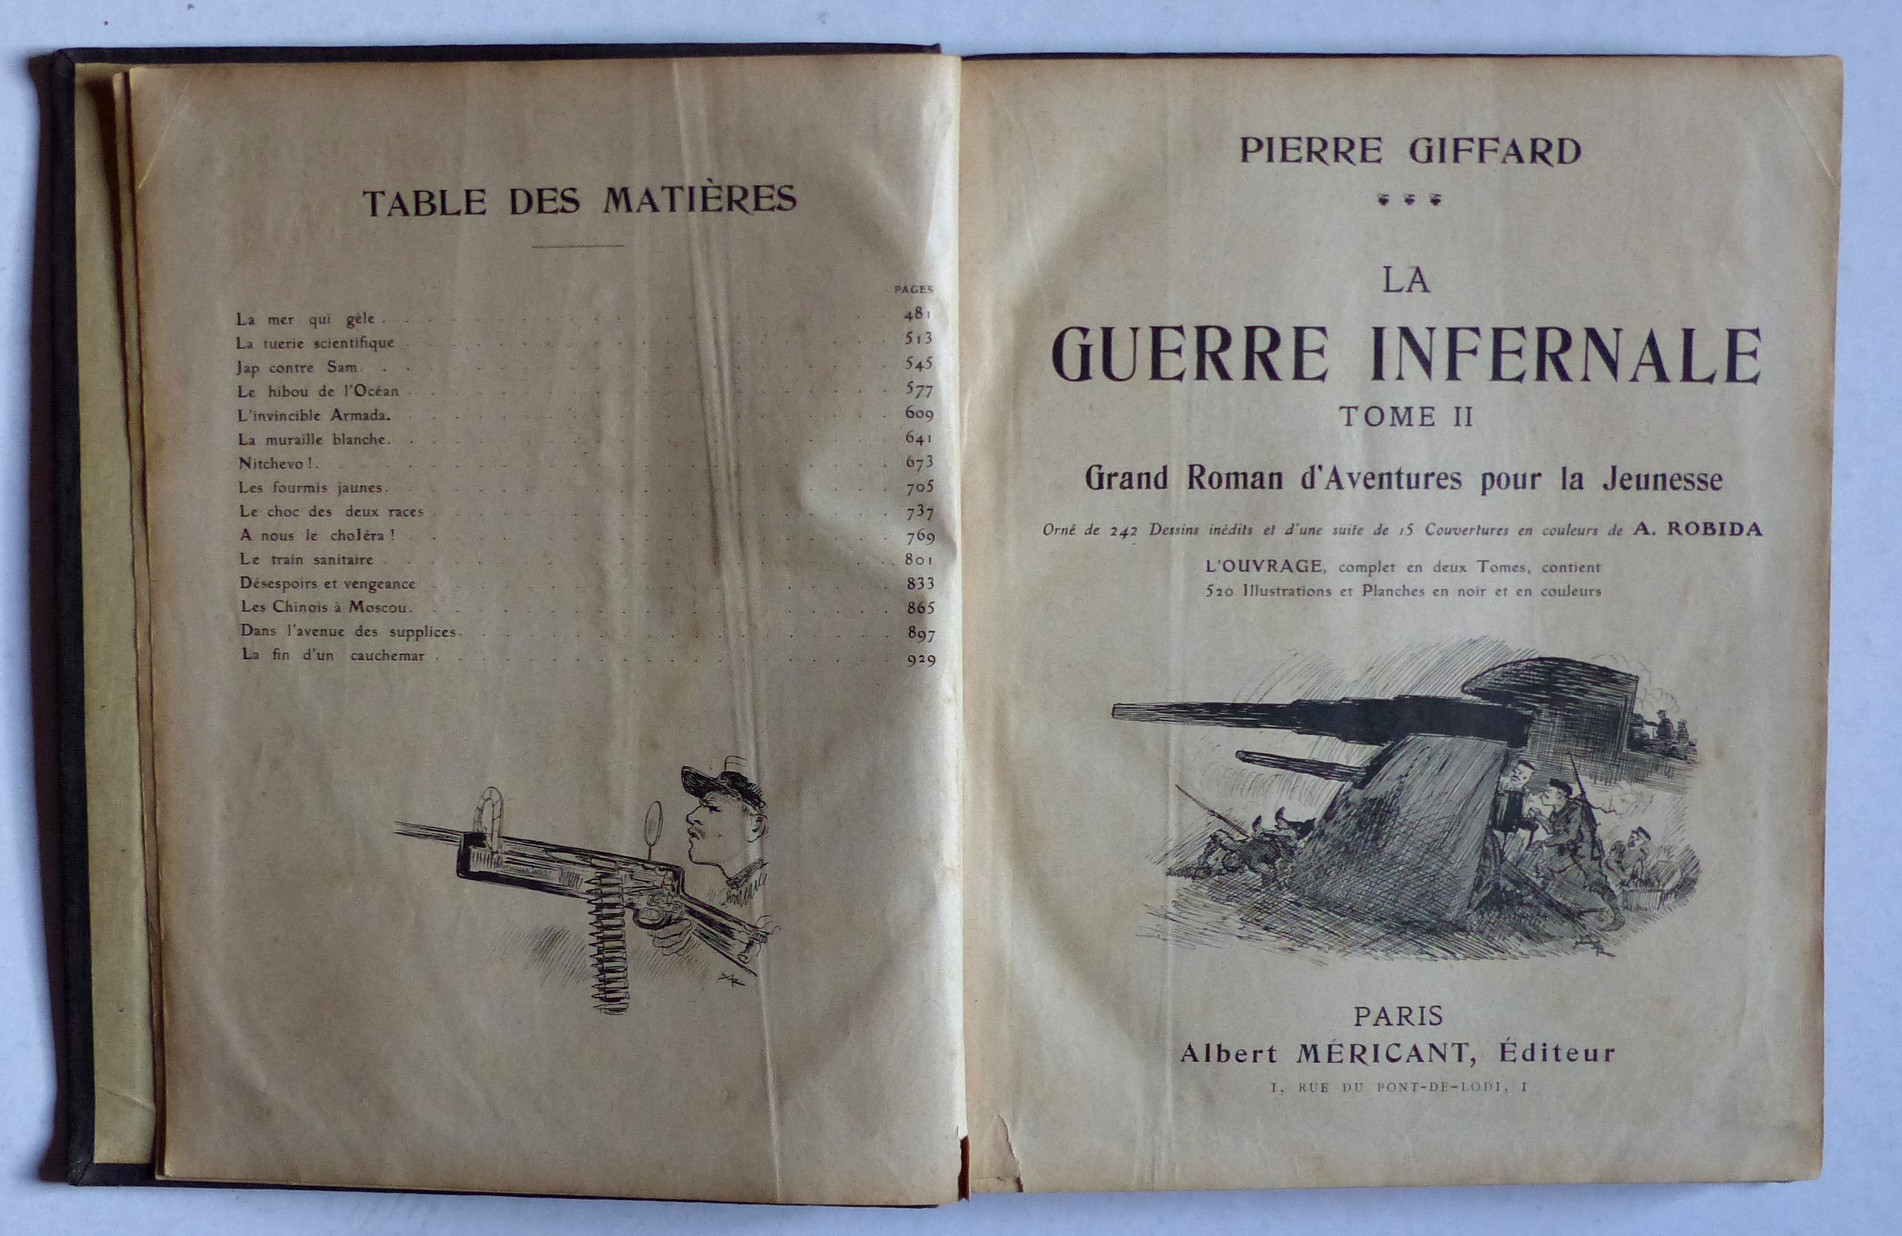 TABLE DES MATIÈRES
PAGES
La mer qui gèle 481
La tuerie scientifique 513
Jap contre Sam 545
Le hibou de l'Océan 577
L'invincible Armada. 609
La muraille blanche. 641
Nitchevo !. 673
Les fourmis jaunes. 705
Le choc des deux races 737
A nous le choléra ! 769
Le train sanitaire 801
Désespoirs et vengeance 833
Les Chinois à Moscou. 865
Dans l'avenue des supplices. 897
La fin d'un cauchemar 929
PIERRE GIFFARD
LA
GUERRE INFERNALE
TOME II
Grand Roman d'Aventures pour la Jeunesse
Orné de 242 Dessins inédits et d'une suite de 15 Couvertures en couleurs de A. ROBIDA
L'OUVRAGE, complet en deux Tomes, contient
520 Illustrations et Planches en noir et en couleurs
PARIS
Albert MÉRICANT, Éditeur
1, RUE DU PONT-DE-LODI, 1